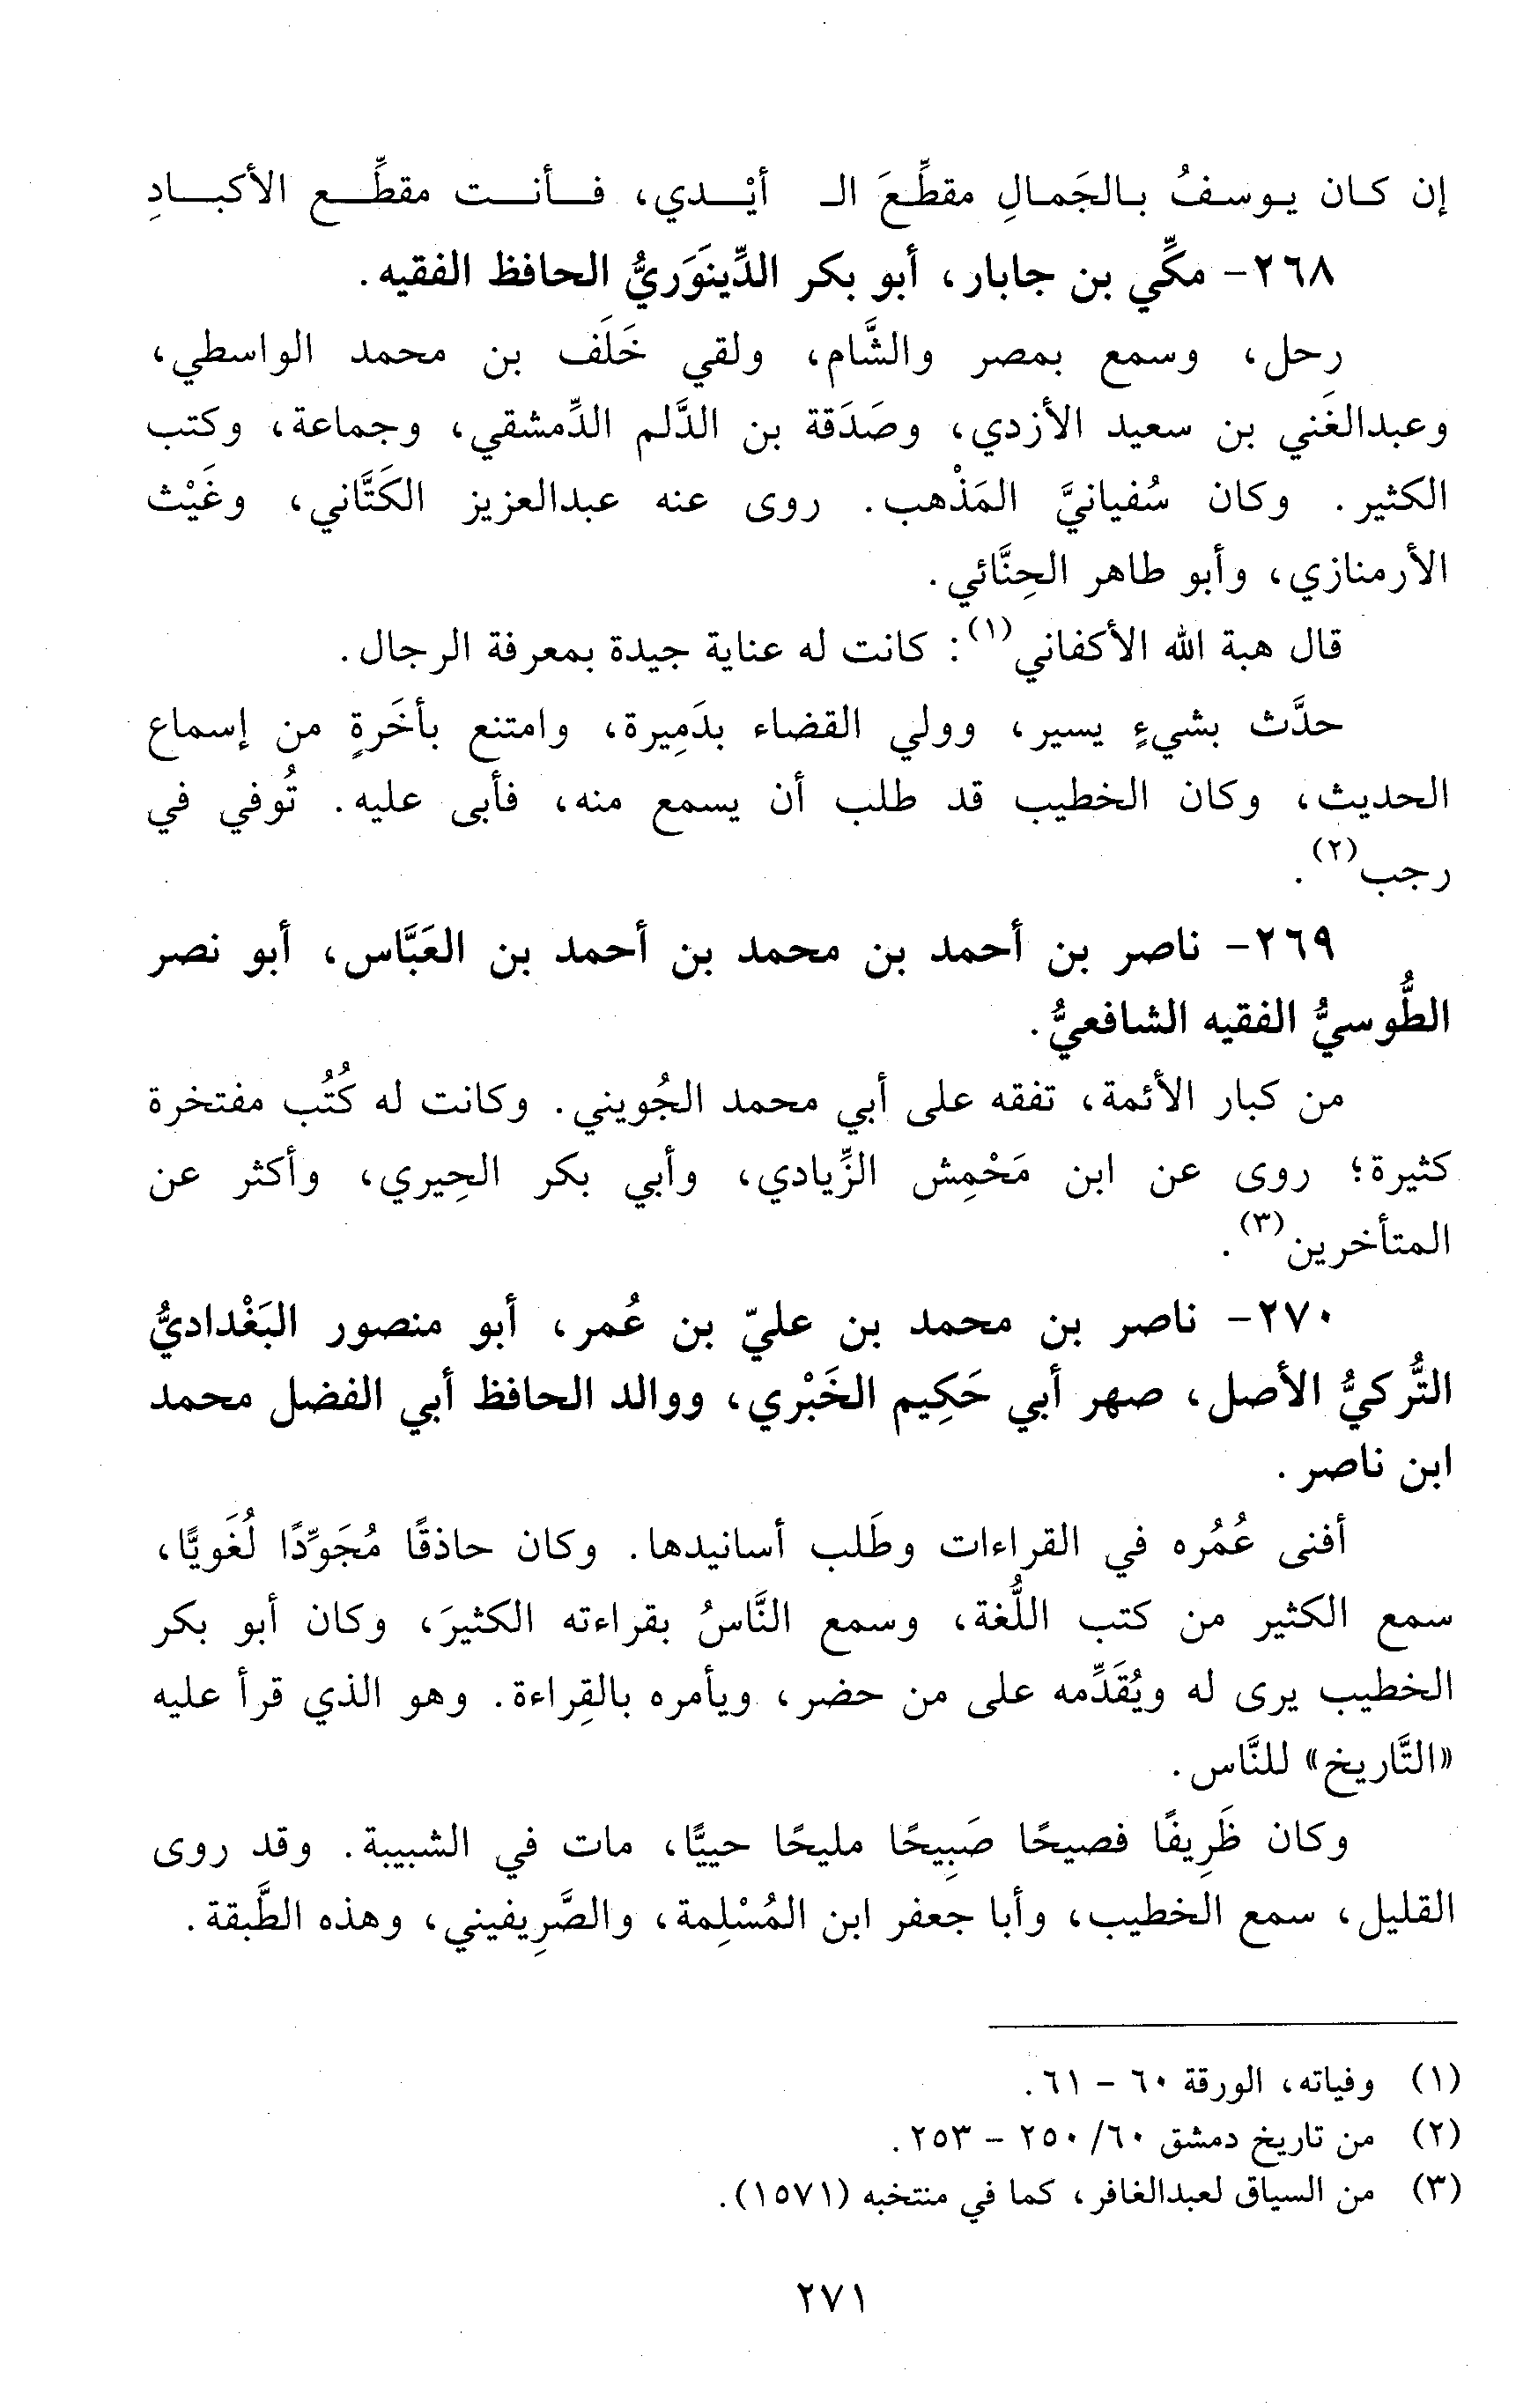 إن كـان يـوسـفُ بـالجَمـالِ مقطِّعَ الـ أيْـــدي، فــأنــت مقطِّــع الأكبــادِ
٢٦٨- مكِّي بن جابار، أبو بكر الدِّينَوَريُّ الحافظ الفقيه.
رحل، وسمع بمصر والشَّام، ولقي خَلَف بن محمد الواسطي،
وعبدالغَني بن سعيد الأزدي، وصَدَقة بن الدَّلم الدِّمشقي، وجماعة، وكتب
الكثير. وكان سُفيانيَّ المَذْهب. روى عنه عبدالعزيز الكَتَّاني، وغَيْث
الأرمنازي، وأبو طاهر الحِنَّائي.
قال هبة الله الأكفاني(١): كانت له عناية جيدة بمعرفة الرجال.
حدَّث بشيءٍ يسير، وولي القضاء بدَمِيرة، وامتنع بأخَرةٍ من إسماع
الحديث، وكان الخطيب قد طلب أن يسمع منه، فأبى عليه. تُوفي في
رجب(٢).
٢٦٩- ناصر بن أحمد بن محمد بن أحمد بن العَبَّاس، أبو نصر
الطُّوسيُّ الفقيه الشافعيُّ.
من كبار الأئمة، تفقه على أبي محمد الجُويني. وكانت له كُتُب مفتخرة
كثيرة؛ روى عن ابن مَحْمِش الزِّيادي، وأبي بكر الحِيري، وأكثر عن
المتأخرين(٣).
٢٧٠- ناصر بن محمد بن عليّ بن عُمر، أبو منصور البَغْداديُّ
التُّركيُّ الأصل، صهر أبي حَكِيم الخَبْري، ووالد الحافظ أبي الفضل محمد
ابن ناصر.
أفنى عُمُره في القراءات وطَلب أسانيدها. وكان حاذقًا مُجَوِّدًا لُغَويًّا،
سمع الكثير من كتب اللُّغة، وسمع النَّاسُ بقراءته الكثيرَ، وكان أبو بكر
الخطيب يرى له ويُقَدِّمه على من حضر، ويأمره بالقِراءة. وهو الذي قرأ عليه
«التَّاريخ» للنَّاس.
وكان ظَرِيفًا فصيحًا صَبِيحًا مليحًا حييًّا، مات في الشبيبة. وقد روى
القليل، سمع الخطيب، وأبا جعفر ابن المُسْلِمة، والصَّرِيفيني، وهذه الطَّبقة.
(١) وفياته، الورقة ٦٠ - ٦١.
(٢) من تاريخ دمشق ٦٠/ ٢٥٠ - ٢٥٣.
(٣) من السياق لعبدالغافر، كما في منتخبه (١٥٧١).
٢٧١